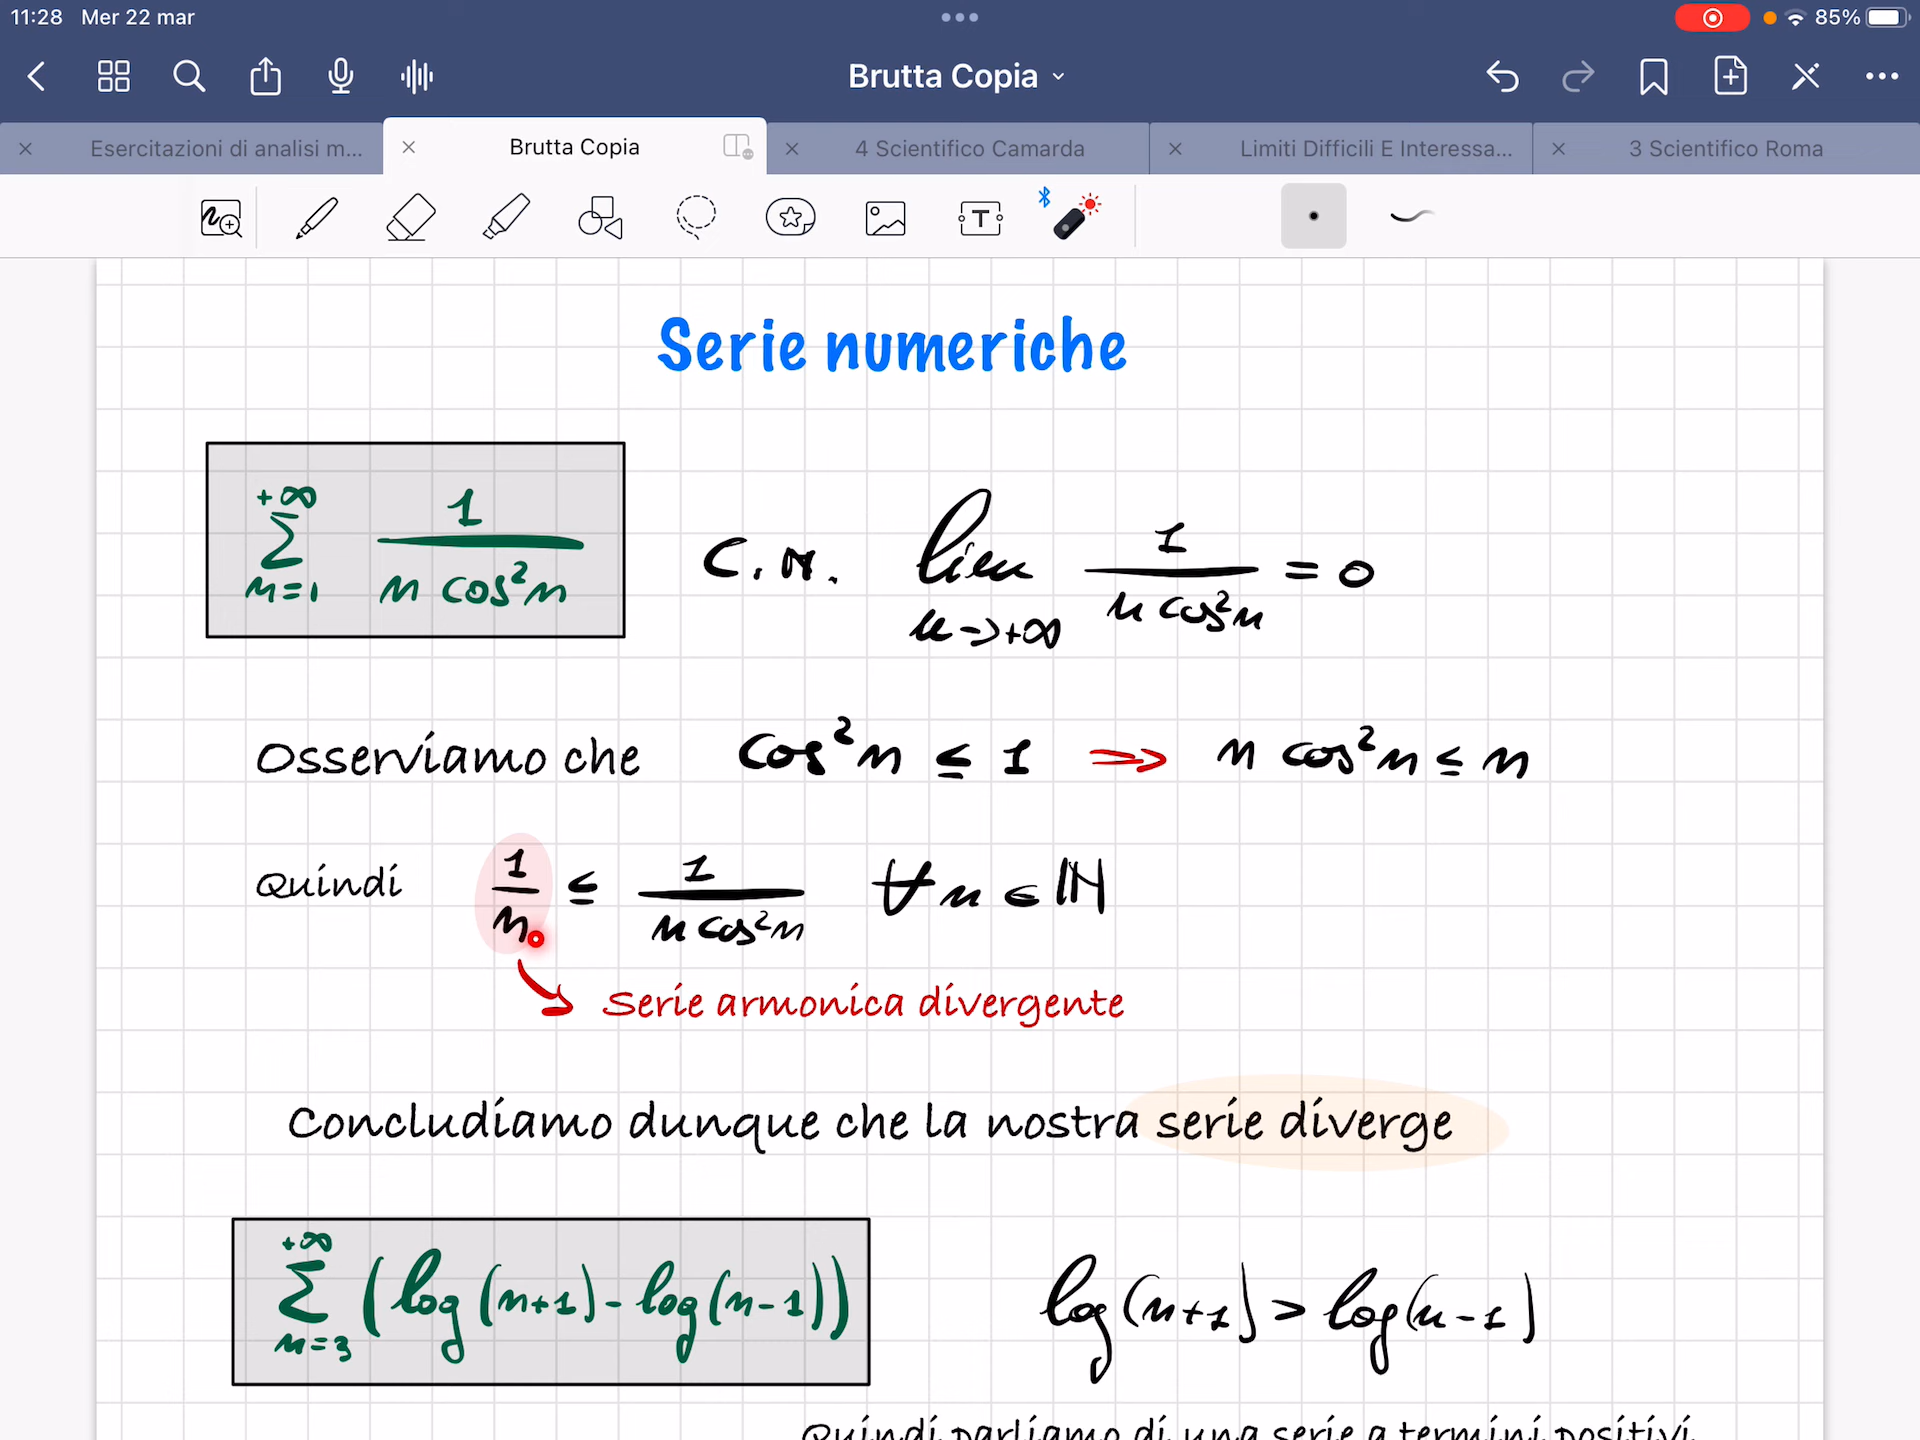 11:28 Mer 22 mar
85%
Brutta Copia
Esercitazioni di analisi m...
Brutta Copia
4 Scientifico Camarda
Limiti Difficili E Interessa...
3 Scientifico Roma
Serie numeriche
+∞ ∑ n=1 1 / n cos²n
C.N. lim n→+∞ 1 / n cos²n = 0
Osserviamo che cos²n ≤ 1 ⇒ n cos²n ≤ n
Quindi 1/n ≤ 1 / n cos²n ∀ n ∈ ℕ
Serie armonica divergente
Concludiamo dunque che la nostra serie diverge
+∞ ∑ n=3 (log(n+1) - log(n-1))
log(n+1) > log(n-1)
Quindi parliamo di una serie a termini positivi